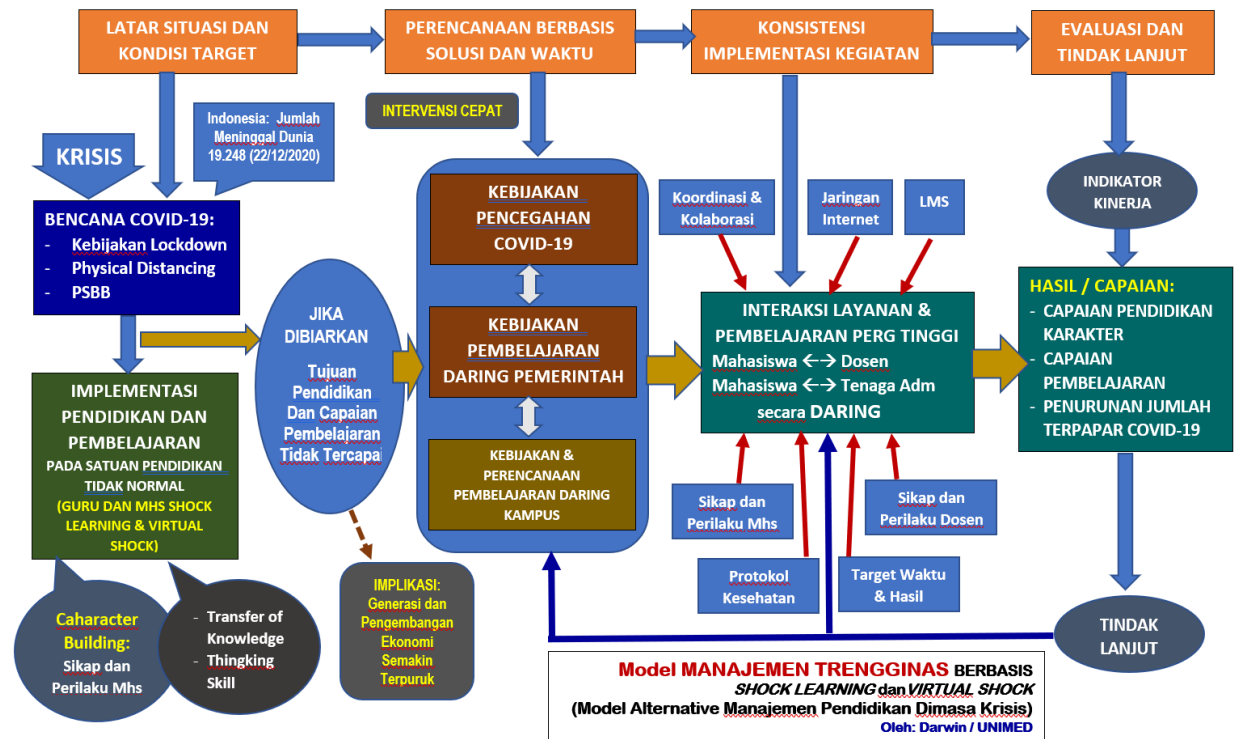 LATAR SITUASI DAN
KONDISI TARGET
PERENCANAAN BERBASIS
SOLUSI DAN WAKTU
KONSISTENSI
IMPLEMENTASI KEGIATAN
EVALUASI DAN
TINDAK LANJUT
INTERVENSI CEPAT
Indonesia: Jumlah
Meninggal Dunia
19.248 (22/12/2020)
KRISIS
BENCANA COVID-19:
- Kebijakan Lockdown
- Physical Distancing
- PSBB
IMPLEMENTASI
PENDIDIKAN DAN
PEMBELAJARAN
PADA SATUAN PENDIDIKAN
TIDAK NORMAL
(GURU DAN MHS SHOCK
LEARNING & VIRTUAL
SHOCK)
Caharacter
Building:
Sikap dan
Perilaku Mhs
- Transfer of
Knowledge
- Thingking
Skill
JIKA
DIBIARKAN
Tujuan
Pendidikan
Dan Capaian
Pembelajaran
Tidak Tercapai
IMPLIKASI:
Generasi dan
Pengembangan
Ekonomi
Semakin
Terpuruk
KEBIJAKAN
PENCEGAHAN
COVID-19
KEBIJAKAN
PEMBELAJARAN
DARING PEMERINTAH
KEBIJAKAN &
PERENCANAAN
PEMBELAJARAN DARING
KAMPUS
Koordinasi &
Kolaborasi
Jaringan
Internet
LMS
INTERAKSI LAYANAN &
PEMBELAJARAN PERG TINGGI
Mahasiswa ←→ Dosen
Mahasiswa ←→ Tenaga Adm
secara DARING
Sikap dan
Perilaku Mhs
Sikap dan
Perilaku Dosen
Protokol
Kesehatan
Target Waktu
& Hasil
INDIKATOR
KINERJA
HASIL / CAPAIAN:
- CAPAIAN PENDIDIKAN
KARAKTER
- CAPAIAN
PEMBELAJARAN
- PENURUNAN JUMLAH
TERPAPAR COVID-19
TINDAK
LANJUT
Model MANAJEMEN TRENGGINAS BERBASIS
SHOCK LEARNING dan VIRTUAL SHOCK
(Model Alternative Manajemen Pendidikan Dimasa Krisis)
Oleh: Darwin / UNIMED